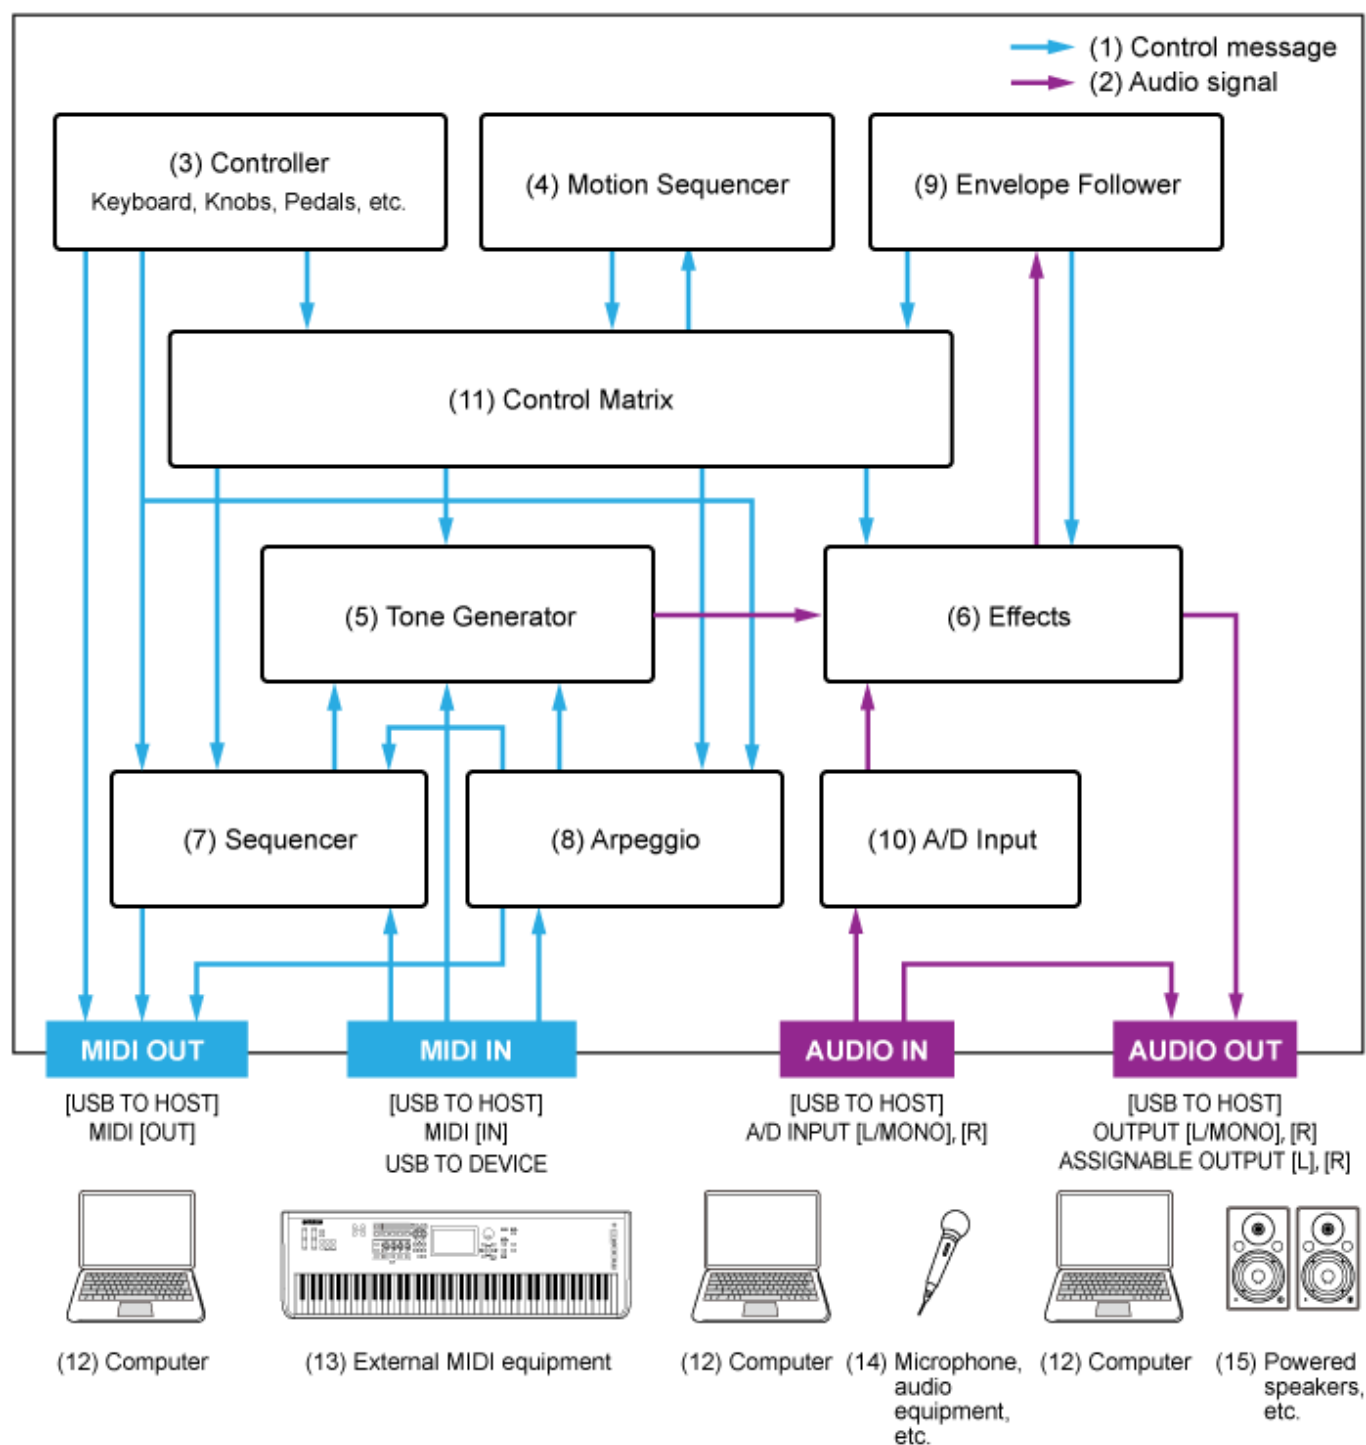 (1) Control message
(2) Audio signal
(3) Controller
Keyboard, Knobs, Pedals, etc.
(4) Motion Sequencer
(9) Envelope Follower
(11) Control Matrix
(5) Tone Generator
(6) Effects
(7) Sequencer
(8) Arpeggio
(10) A/D Input
MIDI OUT
MIDI IN
AUDIO IN
AUDIO OUT
[USB TO HOST]
MIDI [OUT]
[USB TO HOST]
MIDI [IN]
USB TO DEVICE
[USB TO HOST]
A/D INPUT [L/MONO], [R]
[USB TO HOST]
OUTPUT [L/MONO], [R]
ASSIGNABLE OUTPUT [L], [R]
(12) Computer
(13) External MIDI equipment
(12) Computer
(14) Microphone,
audio
equipment,
etc.
(12) Computer
(15) Powered
speakers,
etc.